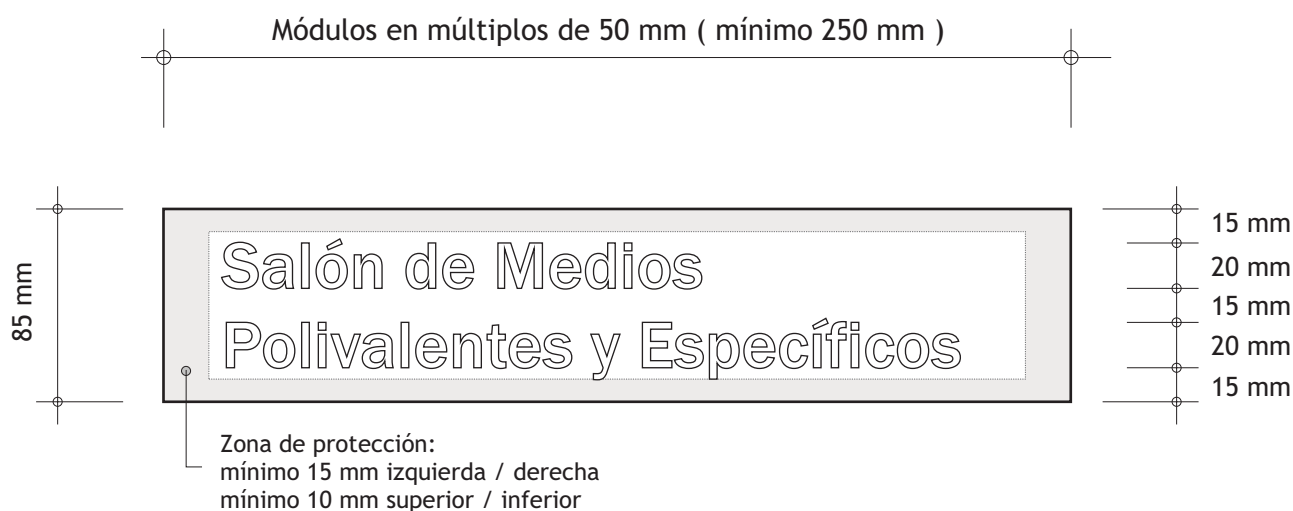 Módulos en múltiplos de 50 mm ( mínimo 250 mm )
85 mm
Salón de Medios
Polivalentes y Específicos
15 mm
20 mm
15 mm
20 mm
15 mm
Zona de protección:
mínimo 15 mm izquierda / derecha
mínimo 10 mm superior / inferior